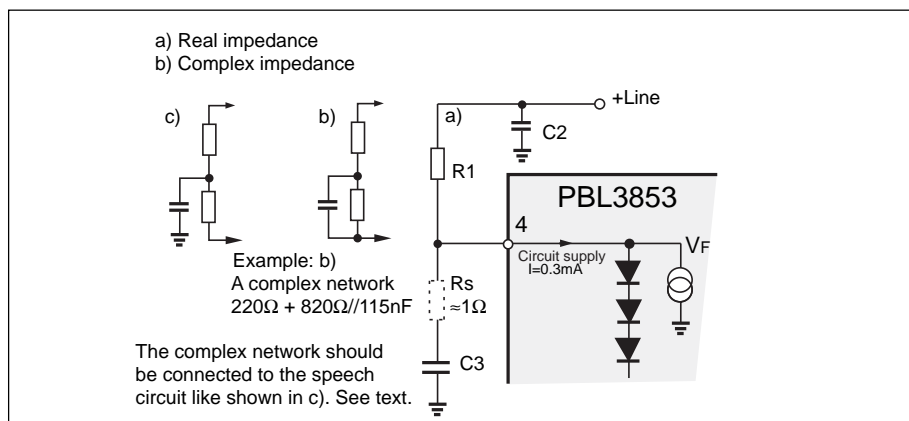 a) Real impedance
b) Complex impedance
c)
b)
a)
+Line
C2
R1
PBL3853
4
Circuit supply
I=0.3mA
VF
Example: b)
A complex network
220Ω + 820Ω//115nF
Rs
≈1Ω
C3
The complex network should
be connected to the speech
circuit like shown in c). See text.